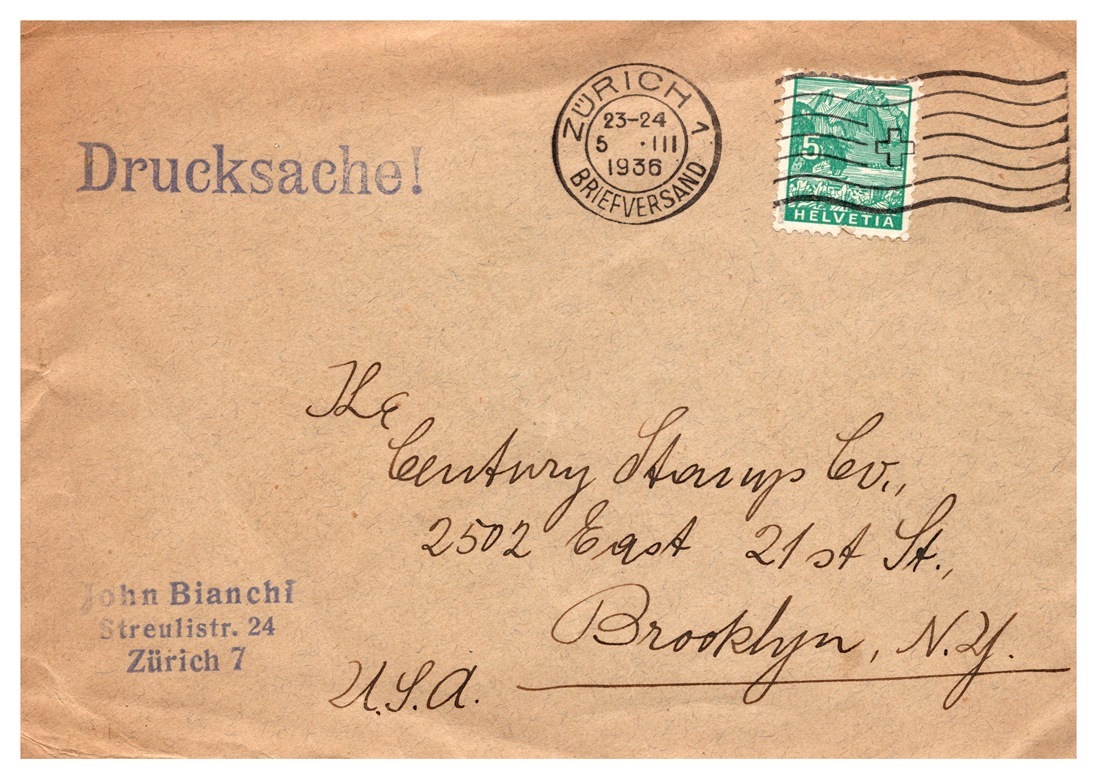 Drucksache!
ZÜRICH 1
23-24
5 · III
1936
BRIEFVERSAND
5
HELVETIA
The
Century Stamp Co.,
2502 East 21st St.,
Brooklyn, N.Y.
U.S.A.
John Bianchi
Streulistr. 24
Zürich 7